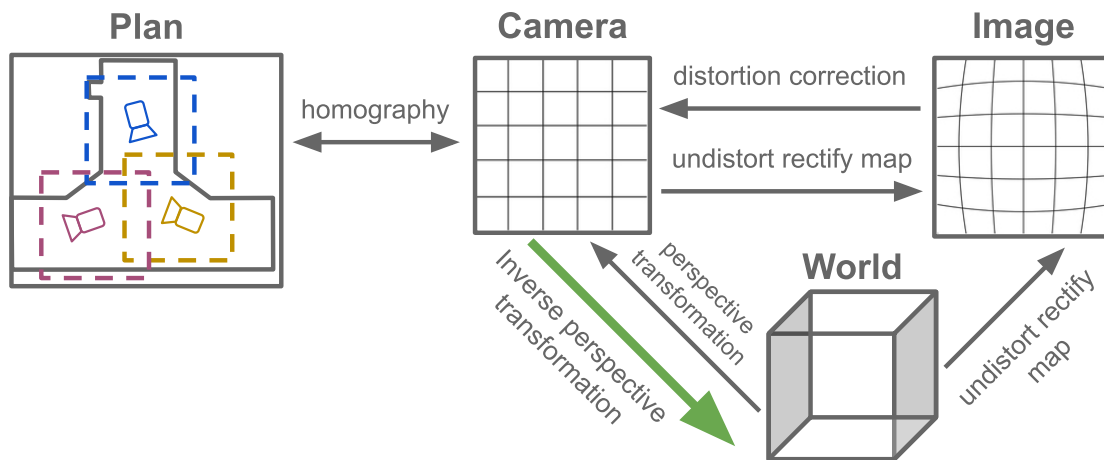 Plan
Camera
Image
homography
distortion correction
undistort rectify map
World
Inverse perspective
transformation
perspective
transformation
undistort rectify
map